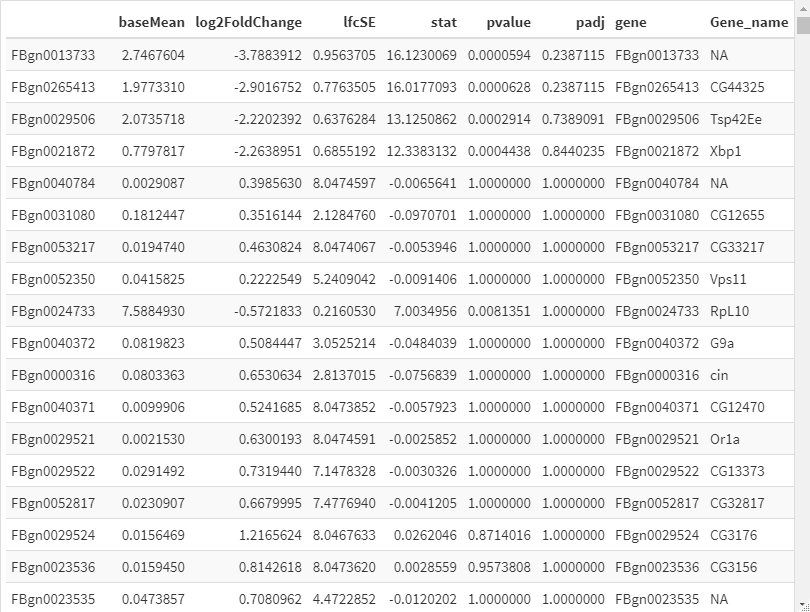 baseMean log2FoldChange lfcSE stat pvalue padj gene Gene_name
FBgn0013733 2.7467604 -3.7883912 0.9563705 16.1230069 0.0000594 0.2387115 FBgn0013733 NA
FBgn0265413 1.9773310 -2.9016752 0.7763505 16.0177093 0.0000628 0.2387115 FBgn0265413 CG44325
FBgn0029506 2.0735718 -2.2202392 0.6376284 13.1250862 0.0002914 0.7389091 FBgn0029506 Tsp42Ee
FBgn0021872 0.7797817 -2.2638951 0.6855192 12.3383132 0.0004438 0.8440235 FBgn0021872 Xbp1
FBgn0040784 0.0029087 0.3985630 8.0474597 -0.0065641 1.0000000 1.0000000 FBgn0040784 NA
FBgn0031080 0.1812447 0.3516144 2.1284760 -0.0970701 1.0000000 1.0000000 FBgn0031080 CG12655
FBgn0053217 0.0194740 0.4630824 8.0474067 -0.0053946 1.0000000 1.0000000 FBgn0053217 CG33217
FBgn0052350 0.0415825 0.2222549 5.2409042 -0.0091406 1.0000000 1.0000000 FBgn0052350 Vps11
FBgn0024733 7.5884930 -0.5721833 0.2160530 7.0034956 0.0081351 1.0000000 FBgn0024733 RpL10
FBgn0040372 0.0819823 0.5084447 3.0525214 -0.0484039 1.0000000 1.0000000 FBgn0040372 G9a
FBgn0000316 0.0803363 0.6530634 2.8137015 -0.0756839 1.0000000 1.0000000 FBgn0000316 cin
FBgn0040371 0.0099906 0.5241685 8.0473852 -0.0057923 1.0000000 1.0000000 FBgn0040371 CG12470
FBgn0029521 0.0021530 0.6300193 8.0474591 -0.0025852 1.0000000 1.0000000 FBgn0029521 Or1a
FBgn0029522 0.0291492 0.7319440 7.1478328 -0.0030326 1.0000000 1.0000000 FBgn0029522 CG13373
FBgn0052817 0.0230907 0.6679995 7.4776940 -0.0041205 1.0000000 1.0000000 FBgn0052817 CG32817
FBgn0029524 0.0156469 1.2165624 8.0467633 0.0262046 0.8714016 1.0000000 FBgn0029524 CG3176
FBgn0023536 0.0159450 0.8142618 8.0473620 0.0028559 0.9573808 1.0000000 FBgn0023536 CG3156
FBgn0023535 0.0473857 0.7080962 4.4722852 -0.0120202 1.0000000 1.0000000 FBgn0023535 NA